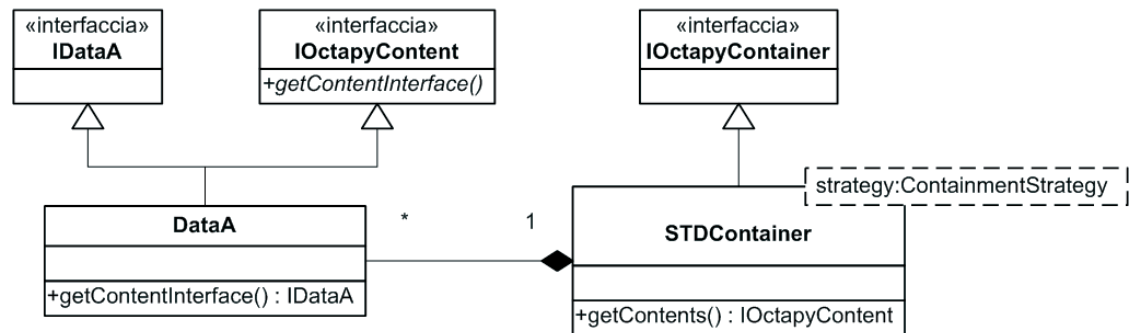 «interfaccia»
IDataA
«interfaccia»
IOctapyContent
+getContentInterface()
«interfaccia»
IOctapyContainer
strategy:ContainmentStrategy
DataA
+getContentInterface() : IDataA
*
1
STDContainer
+getContents() : IOctapyContent